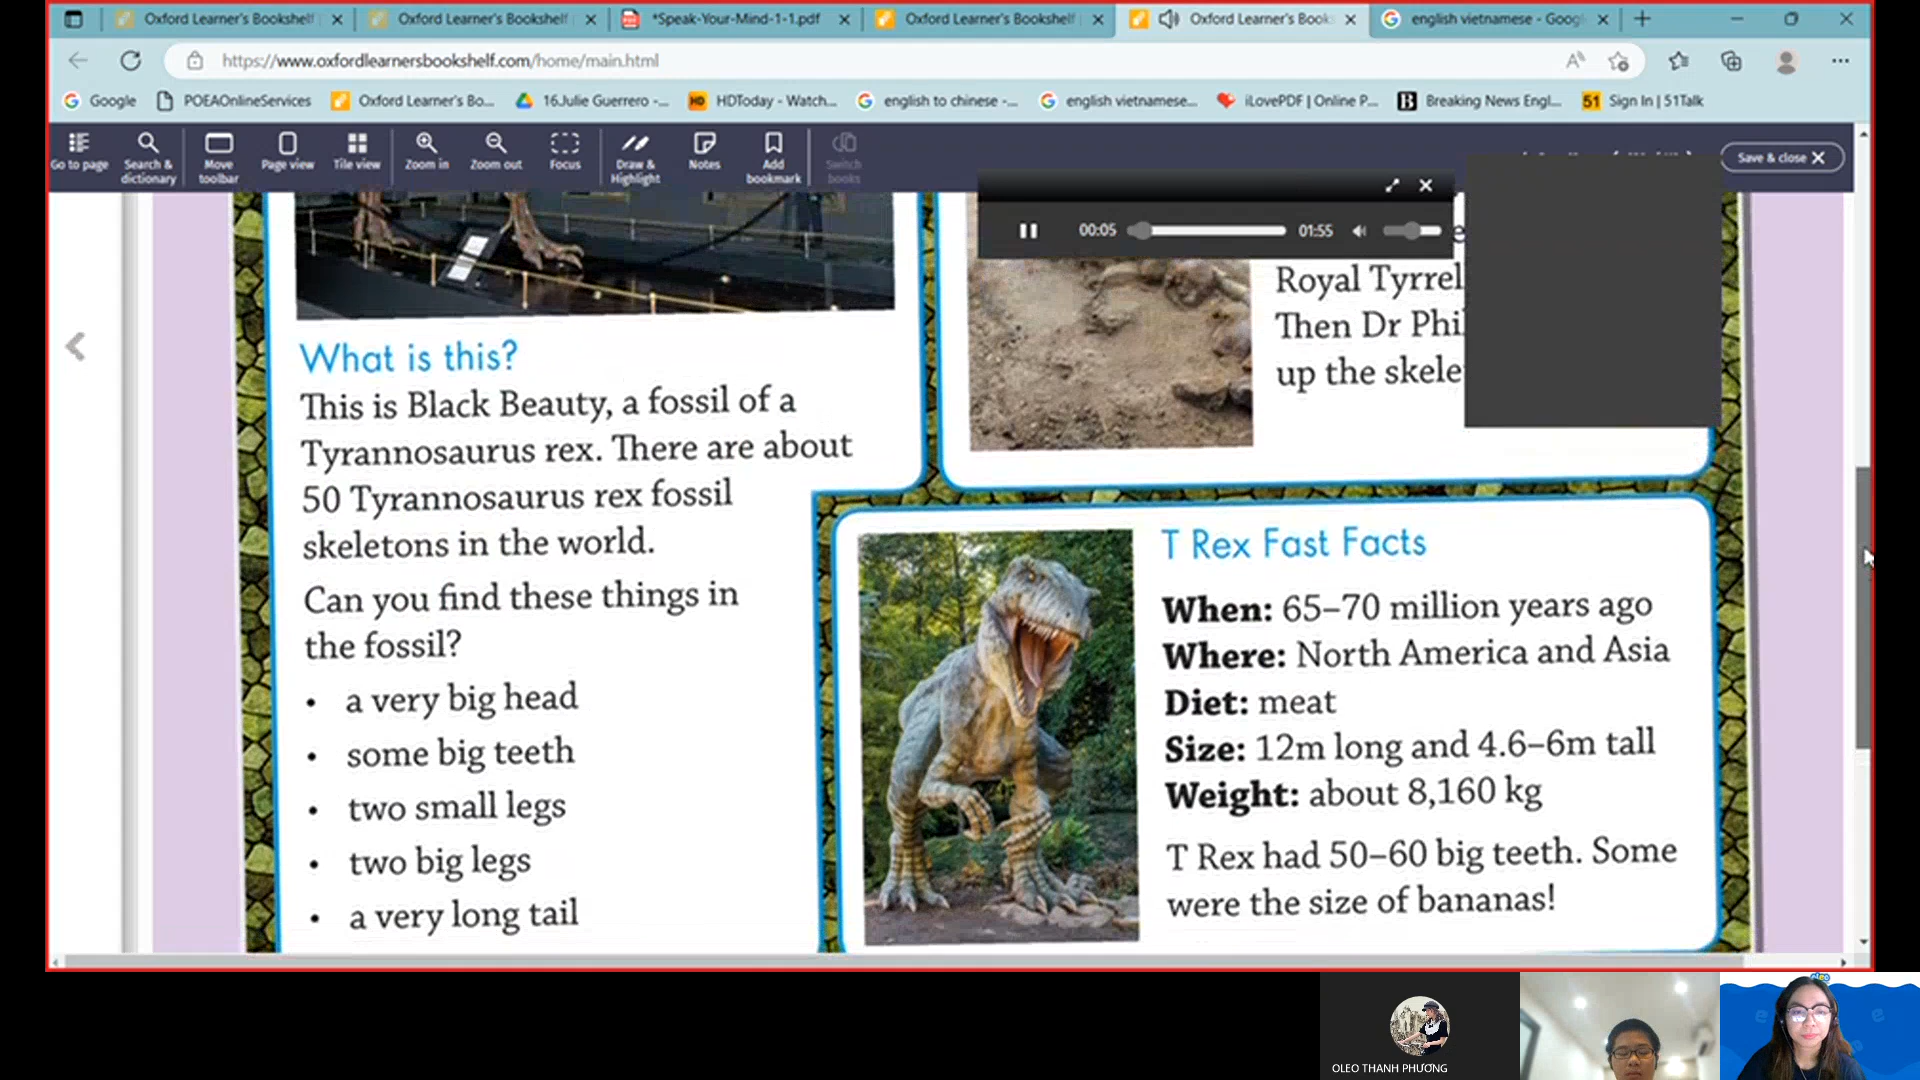 Oxford Learner's Bookshelf
Oxford Learner's Bookshelf
*Speak-Your-Mind-1-1.pdf
Oxford Learner's Bookshelf
Oxford Learner's Books
english vietnamese - Goog
https://www.oxfordlearnersbookshelf.com/home/main.html
Google
POEAOnlineServices
Oxford Learner's Bo...
16Julie Guerrero -...
HDToday - Watch...
english to chinese -...
english vietnamese...
iLovePDF | Online P...
Breaking News Engl...
51 Sign In | 51Talk
Go to page
Search & dictionary
Move toolbar
Page view
Tile view
Zoom in
Zoom out
Focus
Draw & Highlight
Notes
Add bookmark
Switch books
Save & close
00:05
01:55
What is this?
This is Black Beauty, a fossil of a
Tyrannosaurus rex. There are about
50 Tyrannosaurus rex fossil
skeletons in the world.
Can you find these things in
the fossil?
• a very big head
• some big teeth
• two small legs
• two big legs
• a very long tail
Royal Tyrrel
Then Dr Phil
up the skele
T Rex Fast Facts
When: 65–70 million years ago
Where: North America and Asia
Diet: meat
Size: 12m long and 4.6–6m tall
Weight: about 8,160 kg
T Rex had 50–60 big teeth. Some
were the size of bananas!
OLEO THANH PHƯƠNG
oleo